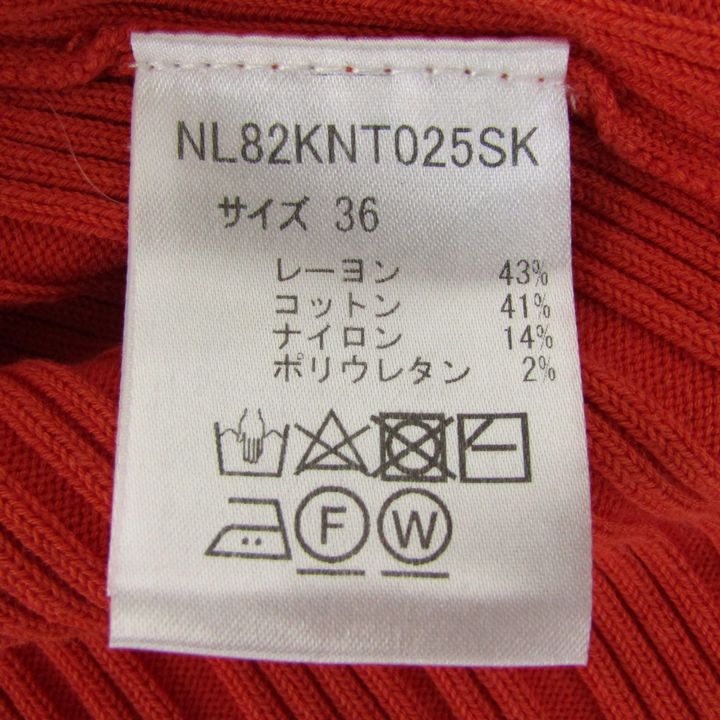 NL82KNT025SK
サイズ 36
レーヨン 43%
コットン 41%
ナイロン 14%
ポリウレタン 2%
F W